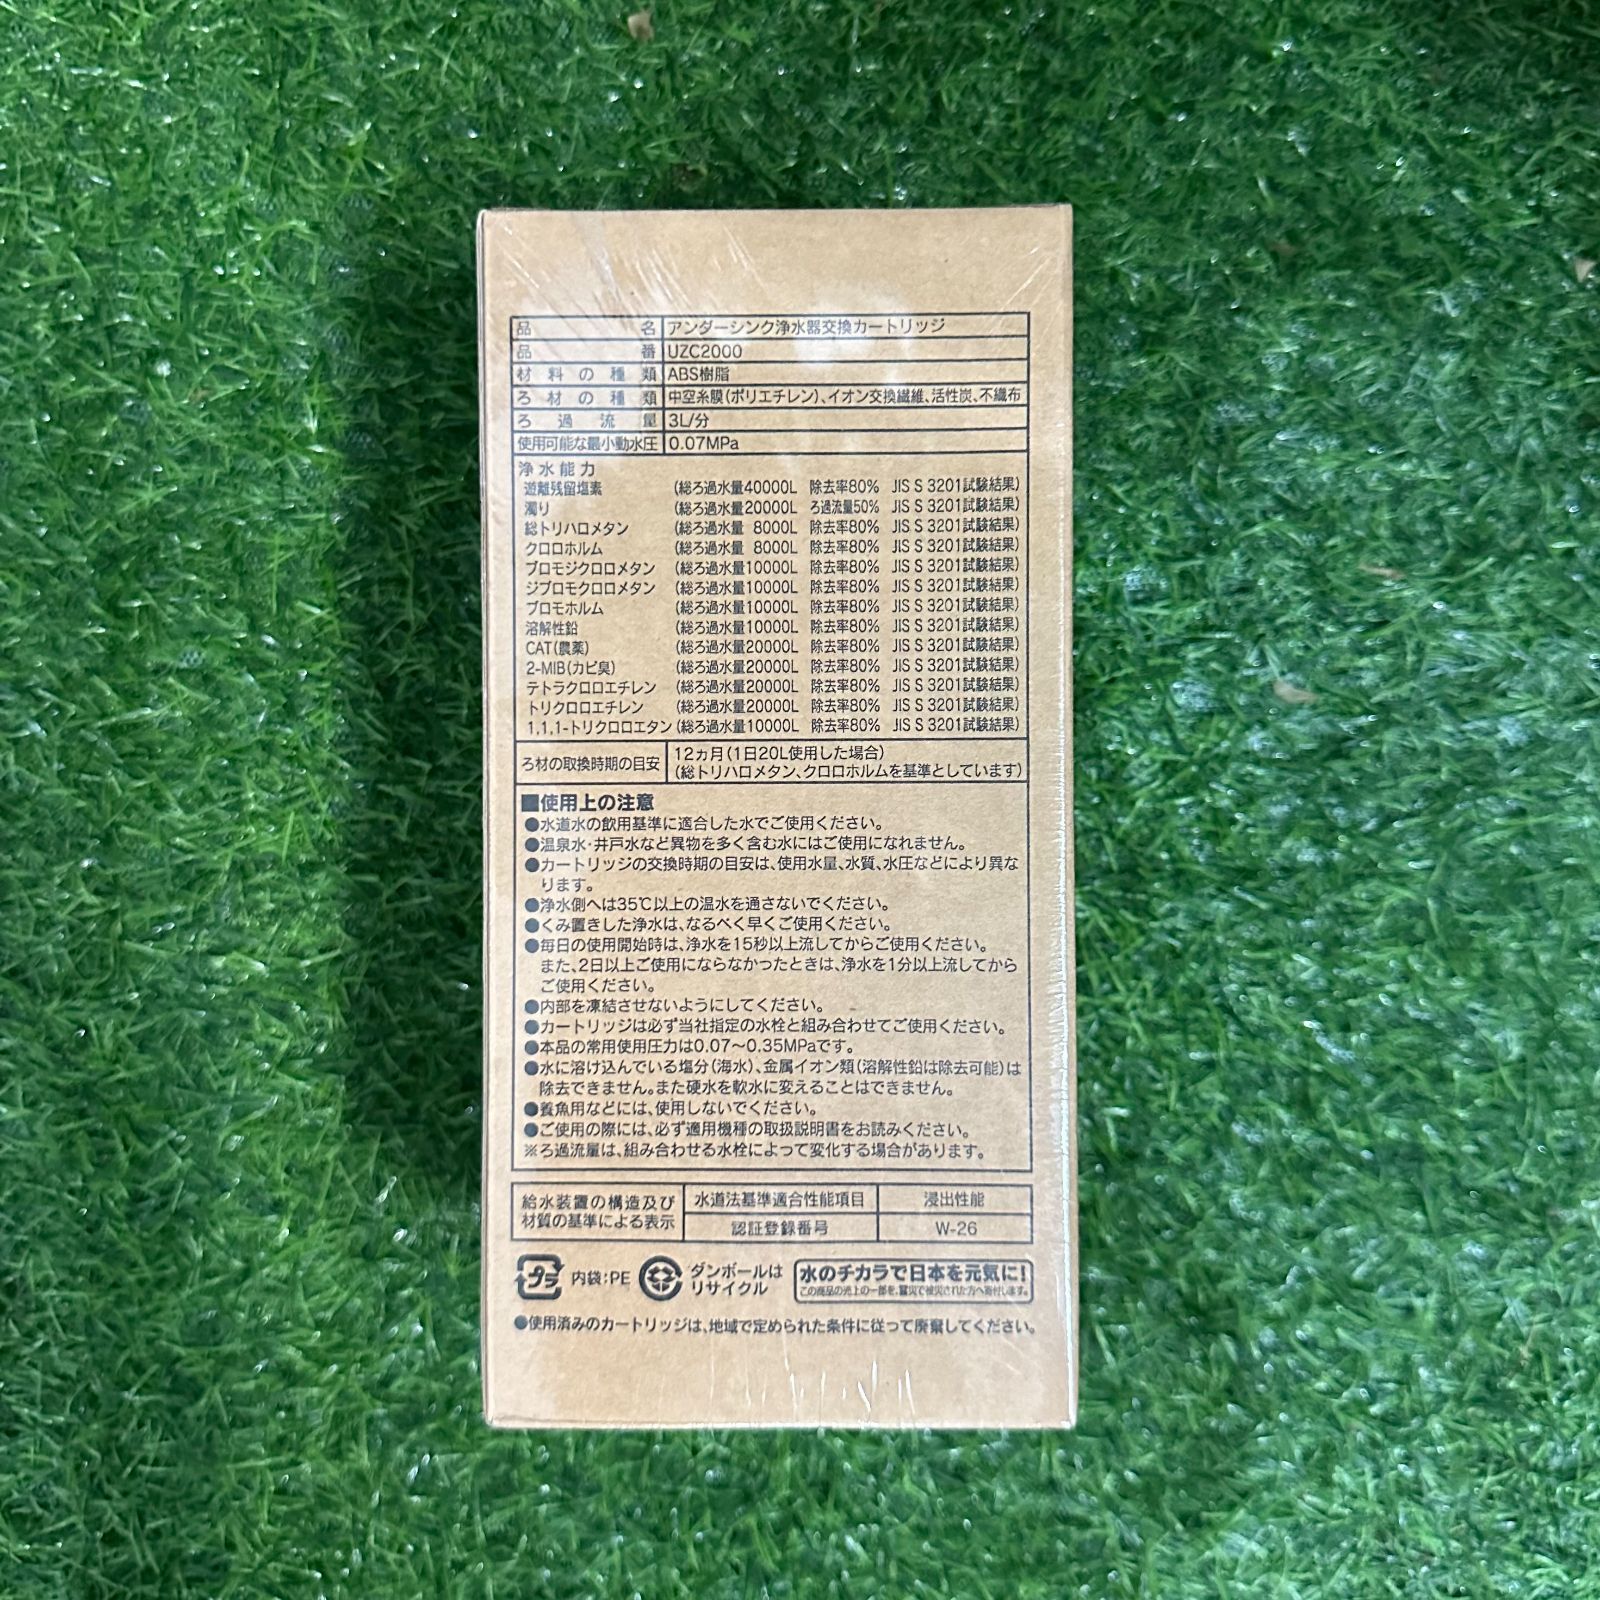 品名 アンダーシンク浄水器交換カートリッジ
品番 UZC2000
材料の種類 ABS樹脂
ろ材の種類 中空糸膜(ポリエチレン)、イオン交換繊維、活性炭、不織布
ろ過流量 3L/分
使用可能な最小動水圧 0.07MPa
浄水能力
遊離残留塩素 (総ろ過水量40000L 除去率80% JIS S 3201試験結果)
濁り (総ろ過水量20000L ろ過流量50% JIS S 3201試験結果)
総トリハロメタン (総ろ過水量 8000L 除去率80% JIS S 3201試験結果)
クロロホルム (総ろ過水量 8000L 除去率80% JIS S 3201試験結果)
ブロモジクロロメタン (総ろ過水量10000L 除去率80% JIS S 3201試験結果)
ジブロモクロロメタン (総ろ過水量10000L 除去率80% JIS S 3201試験結果)
ブロモホルム (総ろ過水量10000L 除去率80% JIS S 3201試験結果)
溶解性鉛 (総ろ過水量10000L 除去率80% JIS S 3201試験結果)
CAT(農薬) (総ろ過水量20000L 除去率80% JIS S 3201試験結果)
2-MIB(カビ臭) (総ろ過水量20000L 除去率80% JIS S 3201試験結果)
テトラクロロエチレン (総ろ過水量20000L 除去率80% JIS S 3201試験結果)
トリクロロエチレン (総ろ過水量20000L 除去率80% JIS S 3201試験結果)
1,1,1-トリクロロエタン (総ろ過水量10000L 除去率80% JIS S 3201試験結果)
ろ材の取換時期の目安 12ヵ月(1日20L使用した場合)
(総トリハロメタン、クロロホルムを基準としています)
■使用上の注意
●水道水の飲用基準に適合した水でご使用ください。
●温泉水・井戸水など異物を多く含む水にはご使用になれません。
●カートリッジの交換時期の目安は、使用水量、水質、水圧などにより異な
ります。
●浄水側へは35℃以上の温水を通さないでください。
●くみ置きした浄水は、なるべく早くご使用ください。
●毎日の使用開始時は、浄水を15秒以上流してからご使用ください。
また、2日以上ご使用にならなかったときは、浄水を1分以上流してから
ご使用ください。
●内部を凍結させないようにしてください。
●カートリッジは必ず当社指定の水栓と組み合わせてご使用ください。
●本品の常用使用圧力は0.07〜0.35MPaです。
●水に溶け込んでいる塩分(海水)、金属イオン類(溶解性鉛は除去可能)は
除去できません。また硬水を軟水に変えることはできません。
●養魚用などには、使用しないでください。
●ご使用の際には、必ず適用機種の取扱説明書をお読みください。
※ろ過流量は、組み合わせる水栓によって変化する場合があります。
給水装置の構造及び 水道法基準適合性能項目 浸出性能
材質の基準による表示 認証登録番号 W-26
プラ 内袋:PE ダンボールは
リサイクル
水のチカラで日本を元気に!
この商品の売上の一部を、震災で被災された方へ寄付します。
●使用済みのカートリッジは、地域で定められた条件に従って廃棄してください。